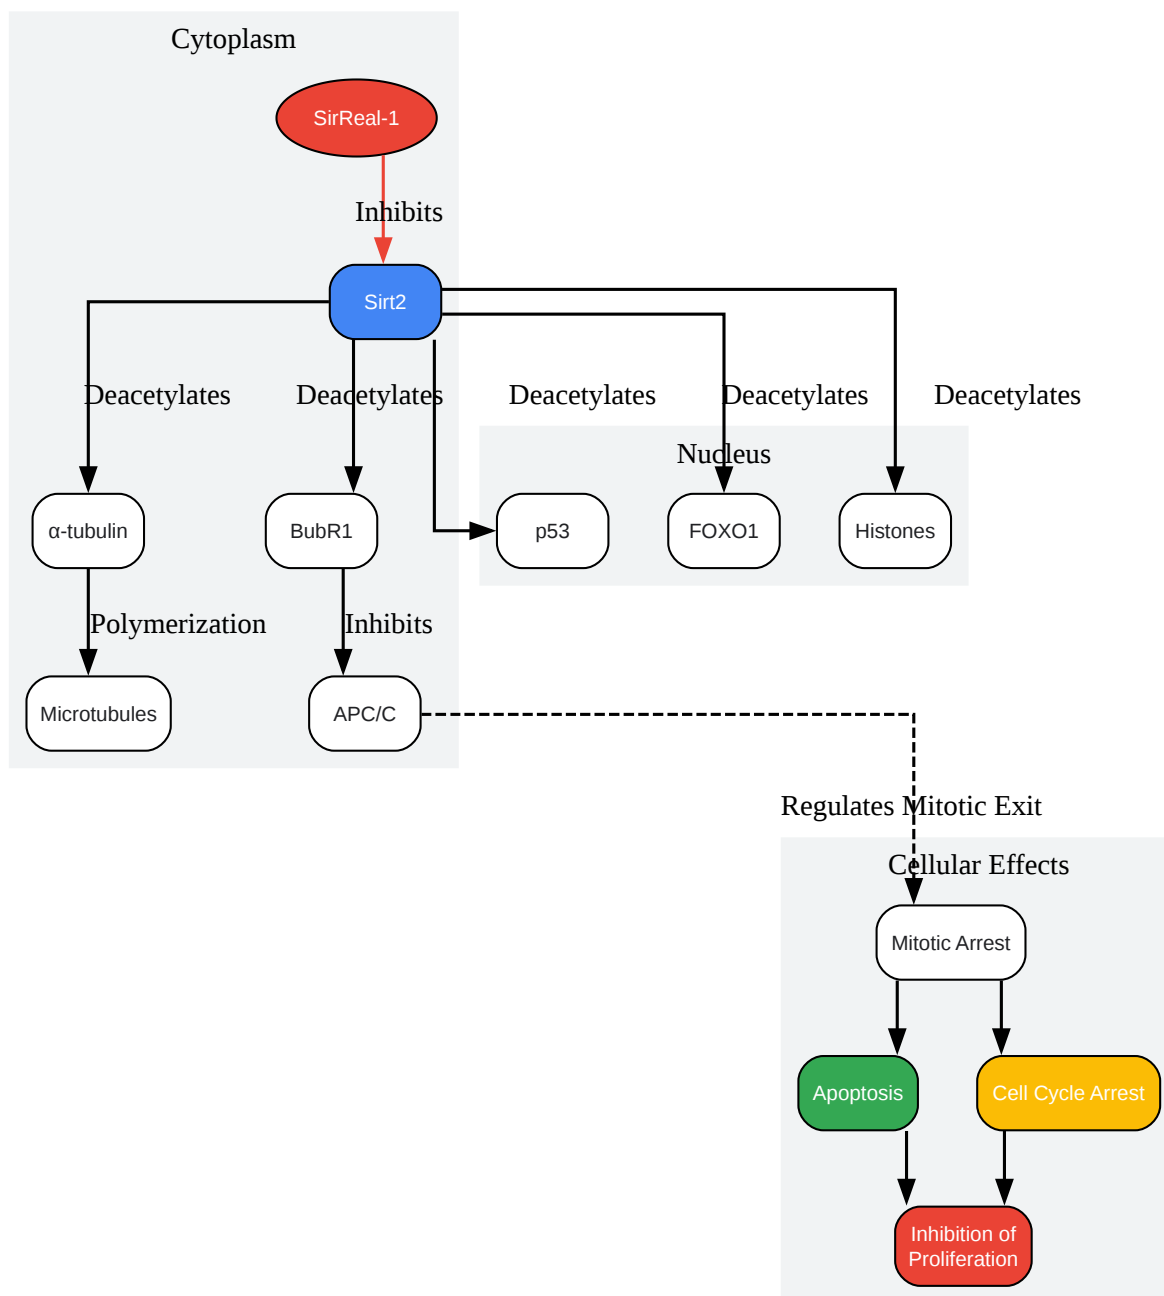 Cytoplasm
SirReal-1
Inhibits
Sirt2
Deacetylates
Deacetylates
Deacetylates
Deacetylates
Deacetylates
Nucleus
α-tubulin
BubR1
p53
FOXO1
Histones
Polymerization
Inhibits
Microtubules
APC/C
Regulates Mitotic Exit
Cellular Effects
Mitotic Arrest
Apoptosis
Cell Cycle Arrest
Inhibition of
Proliferation